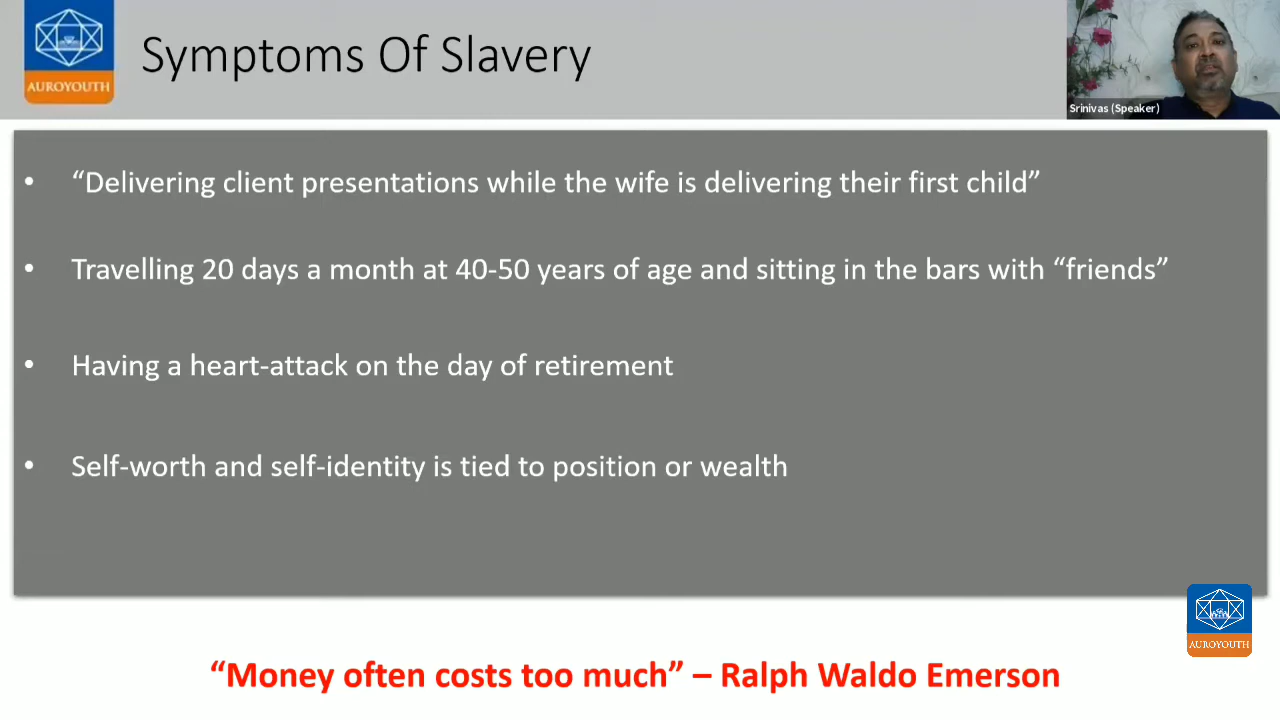 AUROYOUTH
Symptoms Of Slavery
Srinivas (Speaker)
• “Delivering client presentations while the wife is delivering their first child”
• Travelling 20 days a month at 40-50 years of age and sitting in the bars with “friends”
• Having a heart-attack on the day of retirement
• Self-worth and self-identity is tied to position or wealth
AUROYOUTH
“Money often costs too much” – Ralph Waldo Emerson